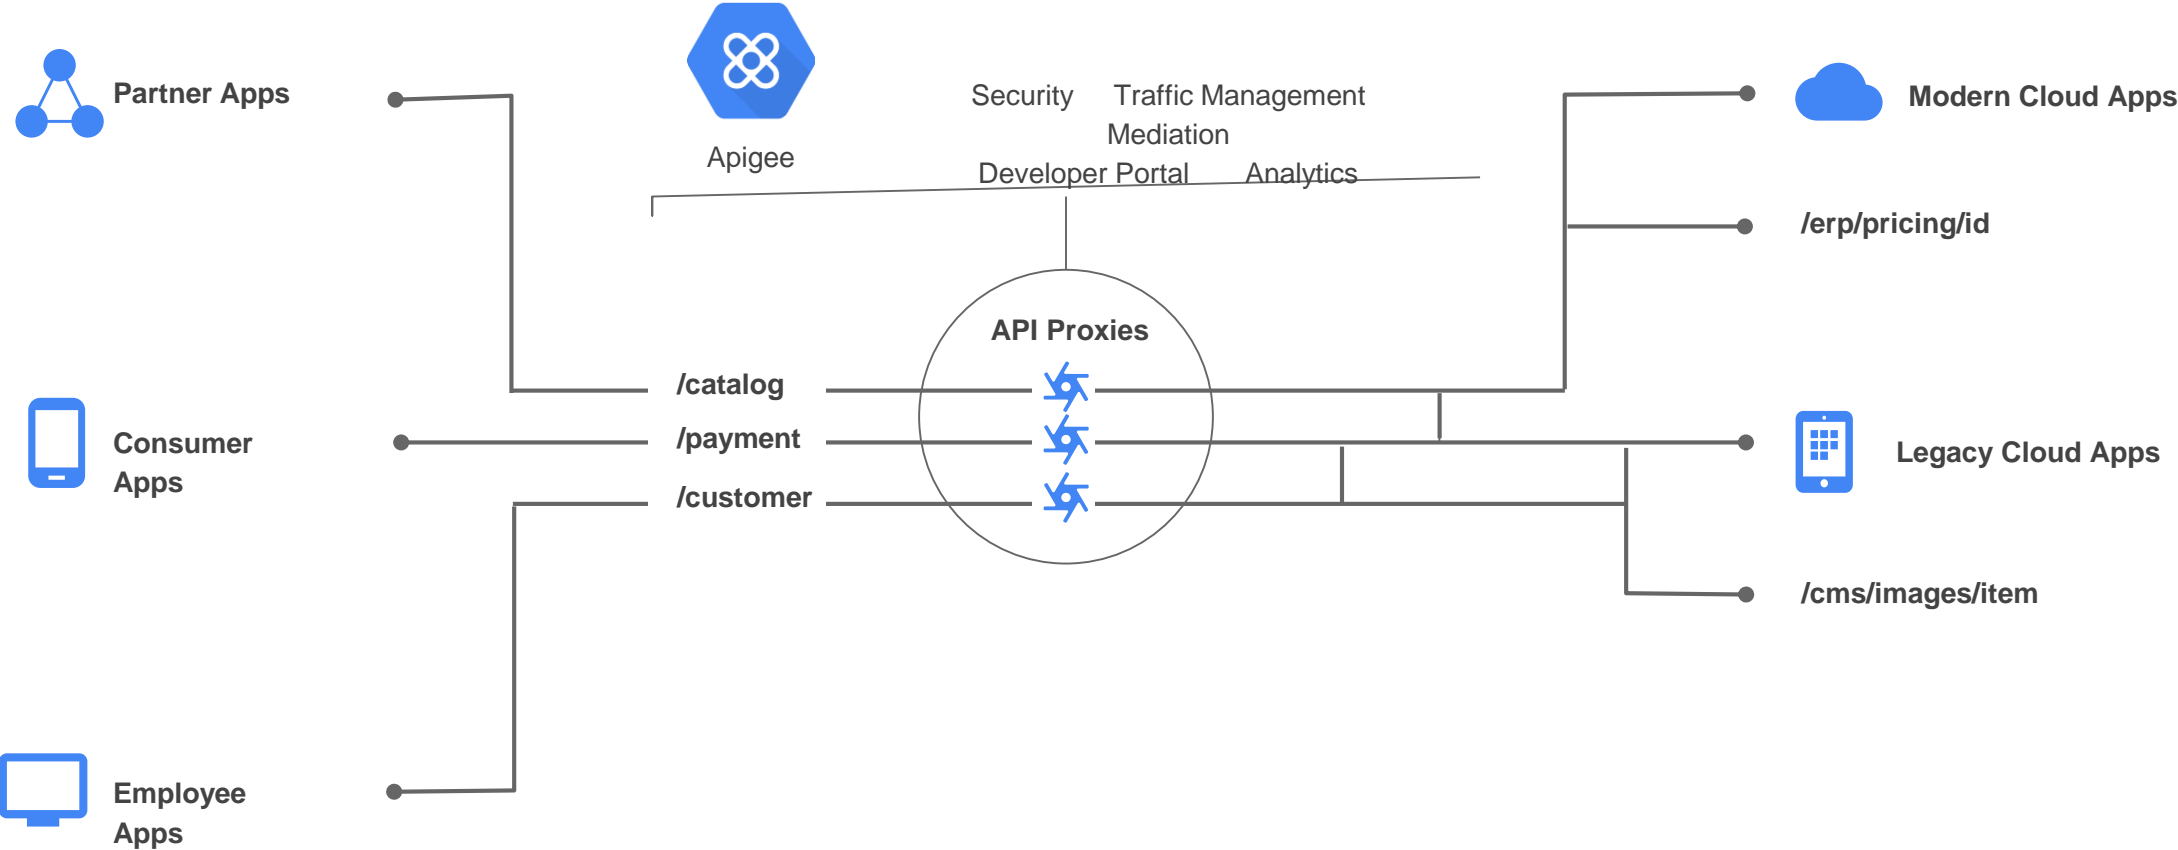 Partner Apps
Apigee
Security Traffic Management
Mediation
Developer Portal Analytics
Modern Cloud Apps
/erp/pricing/id
API Proxies
/catalog
/payment
/customer
Consumer
Apps
Legacy Cloud Apps
/cms/images/item
Employee
Apps